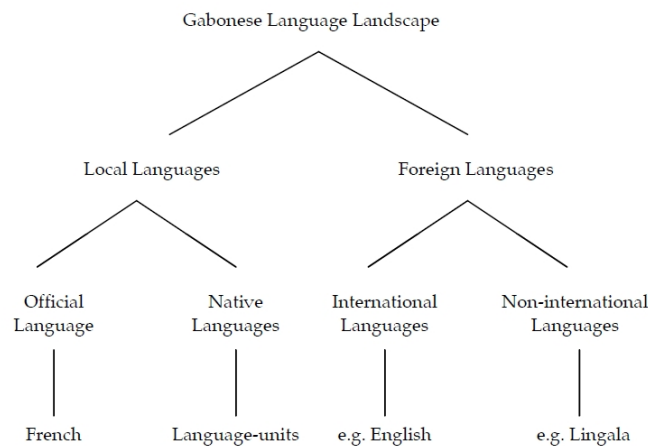 Gabonese Language Landscape
Local Languages
Foreign Languages
Official
Language
Native
Languages
International
Languages
Non-international
Languages
French
Language-units
e.g. English
e.g. Lingala